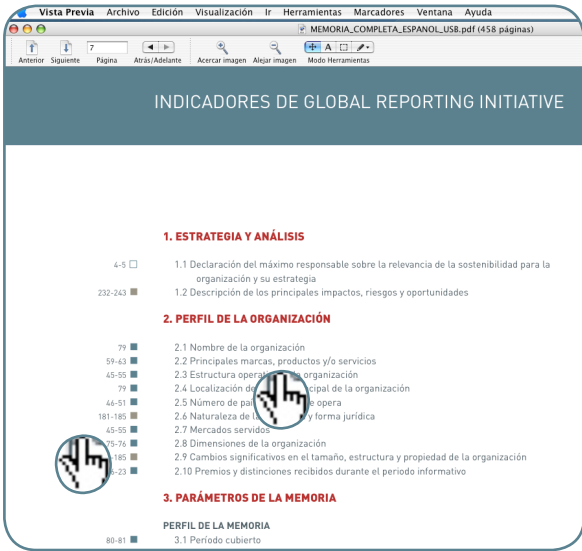 Vista Previa Archivo Edición Visualización Ir Herramientas Marcadores Ventana Ayuda
MEMORIA_COMPLETA_ESPANOL_USB.pdf (458 páginas)
7
Anterior Siguiente Página Atrás/Adelante Acercar imagen Alejar imagen Modo Herramientas
INDICADORES DE GLOBAL REPORTING INITIATIVE
1. ESTRATEGIA Y ANÁLISIS
4-5 1.1 Declaración del máximo responsable sobre la relevancia de la sostenibilidad para la
organización y su estrategia
232-243 1.2 Descripción de los principales impactos, riesgos y oportunidades
2. PERFIL DE LA ORGANIZACIÓN
79 2.1 Nombre de la organización
59-63 2.2 Principales marcas, productos y/o servicios
45-55 2.3 Estructura organización
79 2.4 Localización de la organización
46-51 2.5 Número de opera
181-185 2.6 Naturaleza de la y forma jurídica
45-55 2.7 Mercados servidos
75-76 2.8 Dimensiones de la organización
2.9 Cambios significativos en el tamaño, estructura y propiedad de la organización
2.10 Premios y distinciones recibidos durante el periodo informativo
3. PARÁMETROS DE LA MEMORIA
PERFIL DE LA MEMORIA
80-81 3.1 Período cubierto